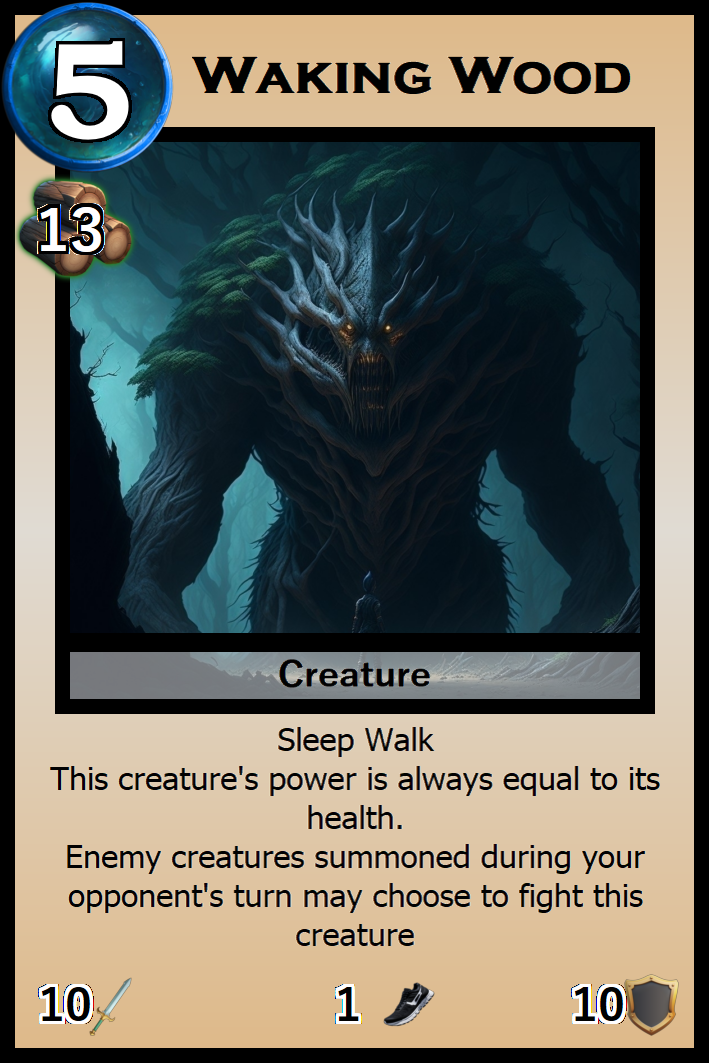 5
Waking Wood
13
Creature
Sleep Walk
This creature's power is always equal to its
health.
Enemy creatures summoned during your
opponent's turn may choose to fight this
creature
10 1 10